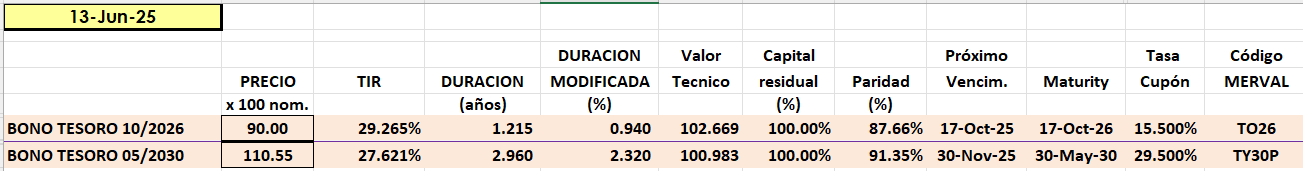 13-Jun-25
DURACION Valor Capital Próximo Tasa Código
PRECIO TIR DURACION MODIFICADA Tecnico residual Paridad Vencim. Maturity Cupón MERVAL
x 100 nom. (años) (%) (%) (%)
BONO TESORO 10/2026 90.00 29.265% 1.215 0.940 102.669 100.00% 87.66% 17-Oct-25 17-Oct-26 15.500% TO26
BONO TESORO 05/2030 110.55 27.621% 2.960 2.320 100.983 100.00% 91.35% 30-Nov-25 30-May-30 29.500% TY30P